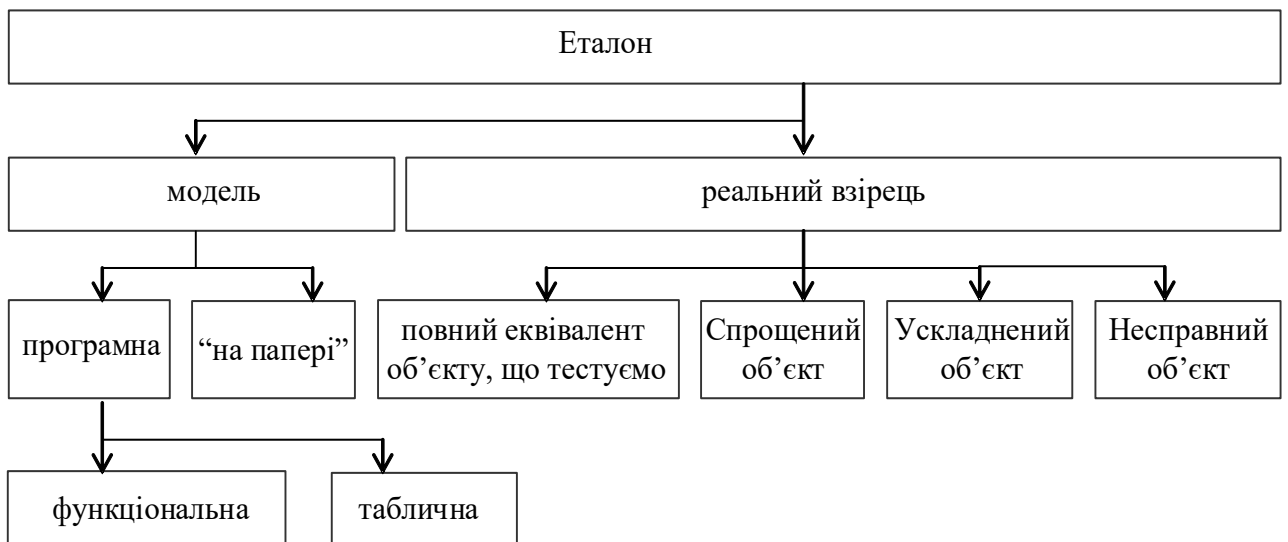 Еталон
модель
реальний взірець
програмна
“на папері”
повний еквівалент
об’єкту, що тестуємо
Спрощений
об’єкт
Ускладнений
об’єкт
Несправний
об’єкт
функціональна
таблична